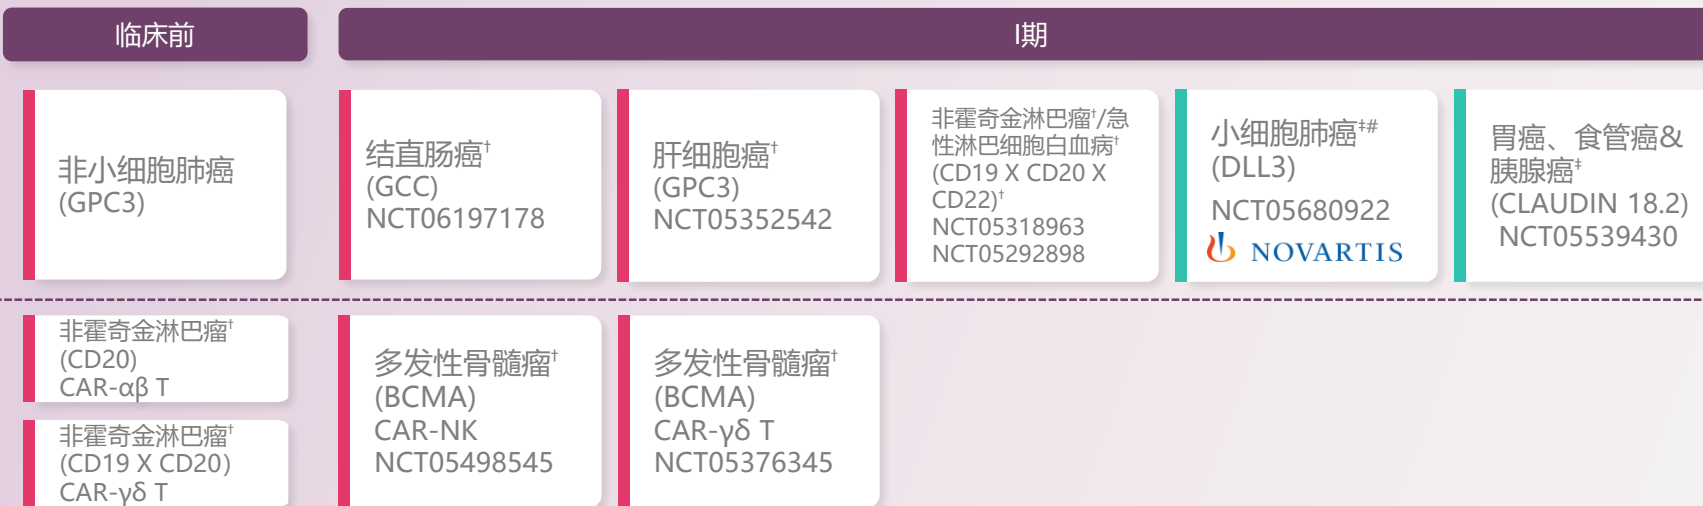 临床前
I期
非小细胞肺癌
(GPC3)
结直肠癌†
(GCC)
NCT06197178
肝细胞癌†
(GPC3)
NCT05352542
非霍奇金淋巴瘤†/急
性淋巴细胞白血病†
(CD19 X CD20 X
CD22)†
NCT05318963
NCT05292898
小细胞肺癌‡#
(DLL3)
NCT05680922
NOVARTIS
胃癌、食管癌&
胰腺癌‡
(CLAUDIN 18.2)
NCT05539430
非霍奇金淋巴瘤†
(CD20)
CAR-αβ T
非霍奇金淋巴瘤†
(CD19 X CD20)
CAR-γδ T
多发性骨髓瘤†
(BCMA)
CAR-NK
NCT05498545
多发性骨髓瘤†
(BCMA)
CAR-γδ T
NCT05376345